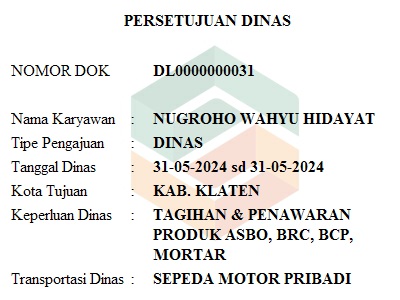 PERSETUJUAN DINAS
NOMOR DOK DL0000000031
Nama Karyawan : NUGROHO WAHYU HIDAYAT
Tipe Pengajuan : DINAS
Tanggal Dinas : 31-05-2024 sd 31-05-2024
Kota Tujuan : KAB. KLATEN
Keperluan Dinas : TAGIHAN & PENAWARAN
PRODUK ASBO, BRC, BCP,
MORTAR
Transportasi Dinas : SEPEDA MOTOR PRIBADI